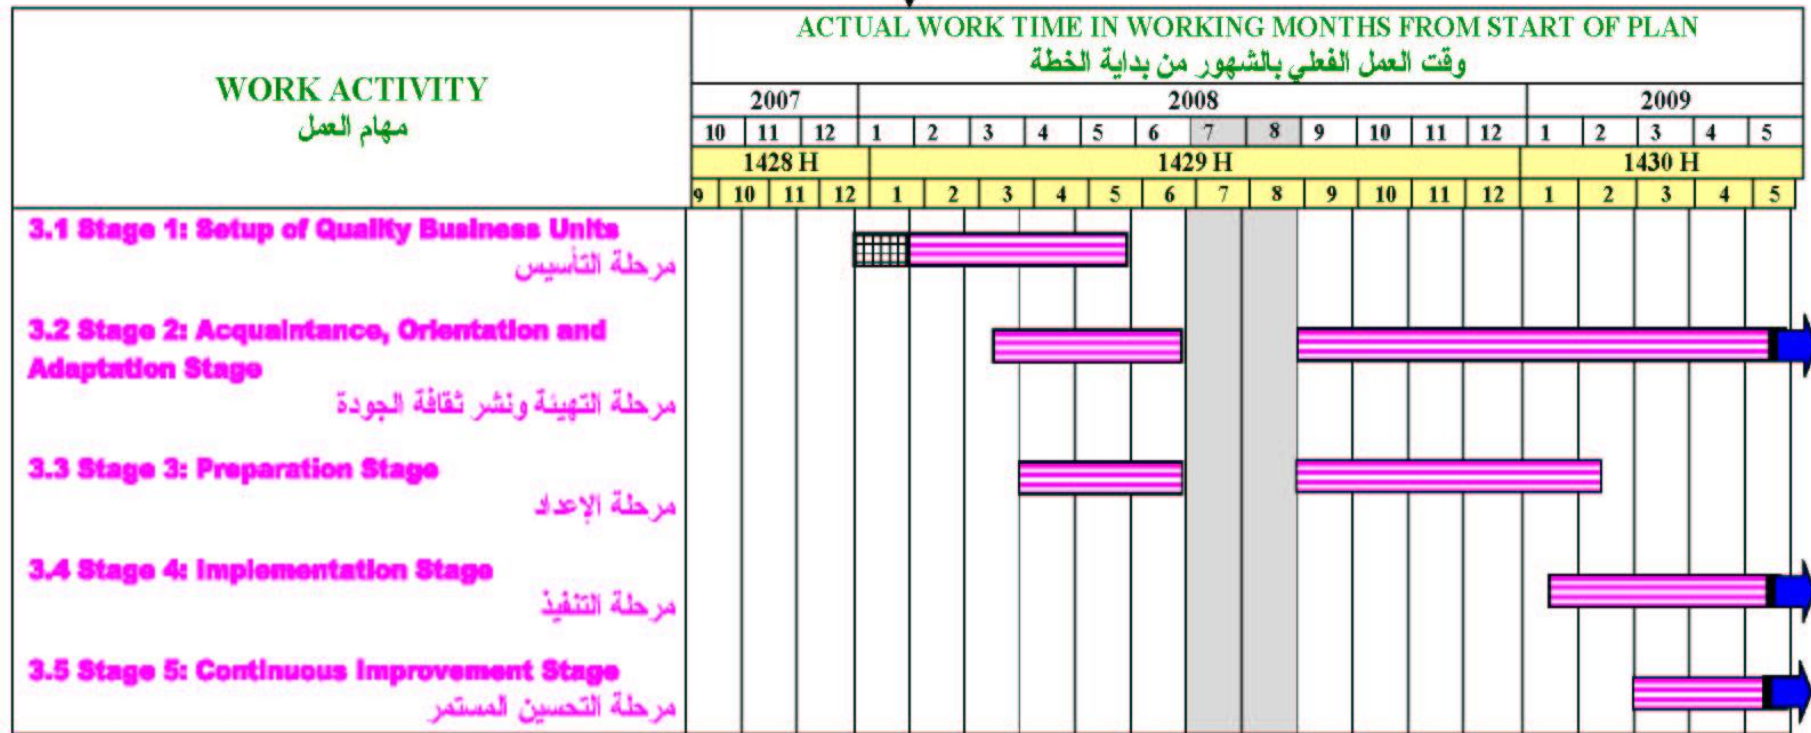 ACTUAL WORK TIME IN WORKING MONTHS FROM START OF PLAN
وقت العمل الفعلي بالشهور من بداية الخطة
WORK ACTIVITY
مهام العمل
2007 2008 2009
10 11 12 1 2 3 4 5 6 7 8 9 10 11 12 1 2 3 4 5
1428 H 1429 H 1430 H
9 10 11 12 1 2 3 4 5 6 7 8 9 10 11 12 1 2 3 4 5
3.1 Stage 1: Setup of Quality Business Units
مرحلة التأسيس
3.2 Stage 2: Acquaintance, Orientation and
Adaptation Stage
مرحلة التهيئة ونشر ثقافة الجودة
3.3 Stage 3: Preparation Stage
مرحلة الإعداد
3.4 Stage 4: Implementation Stage
مرحلة التنفيذ
3.5 Stage 5: Continuous Improvement Stage
مرحلة التحسين المستمر